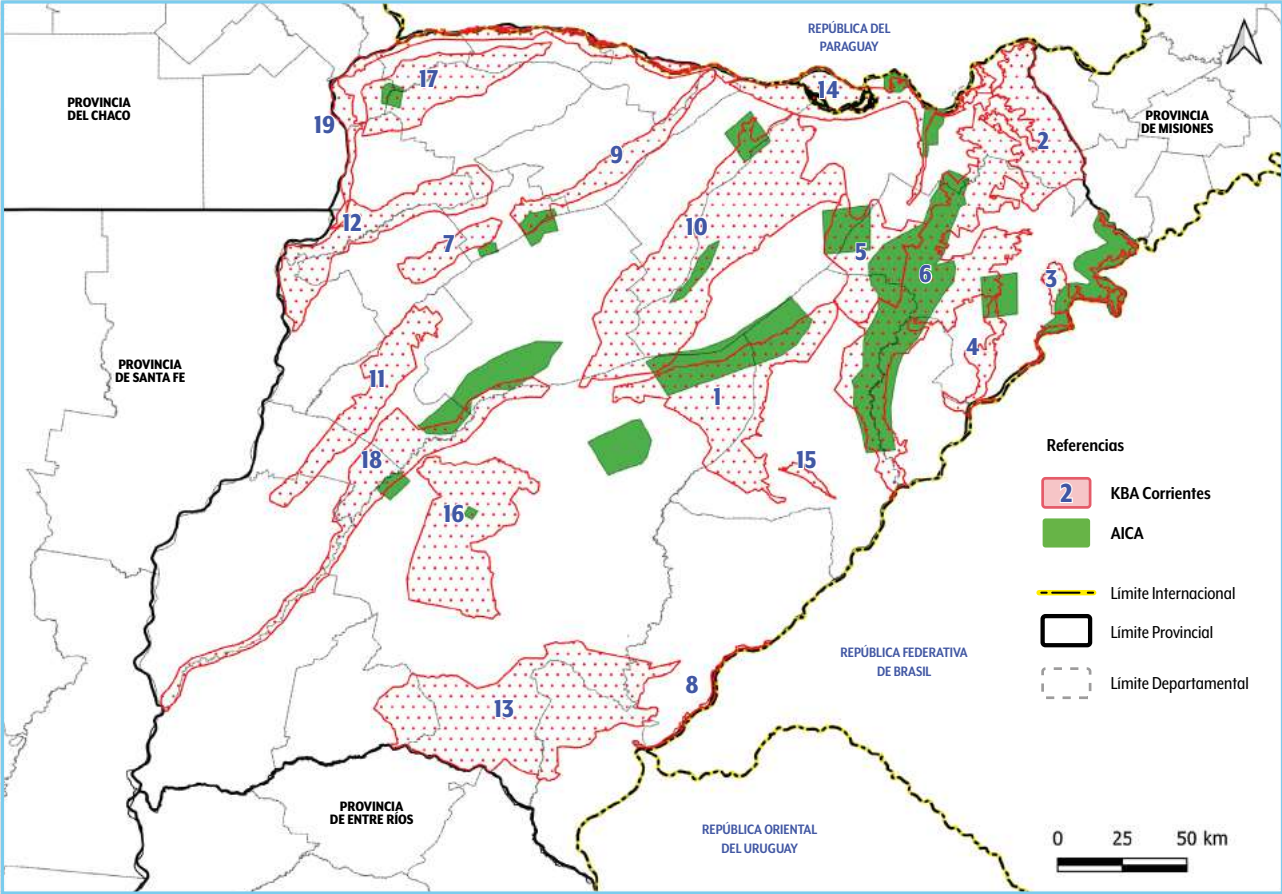 REPÚBLICA DEL
PARAGUAY
PROVINCIA
DEL CHACO
PROVINCIA
DE MISIONES
PROVINCIA
DE SANTA FE
17
14
19
2
9
12
7
10
5
6
3
4
11
1
18
15
16
8
13
Referencias
2 KBA Corrientes
AICA
Límite Internacional
Límite Provincial
Límite Departamental
REPÚBLICA FEDERATIVA
DE BRASIL
PROVINCIA
DE ENTRE RÍOS
REPÚBLICA ORIENTAL
DEL URUGUAY
0 25 50 km